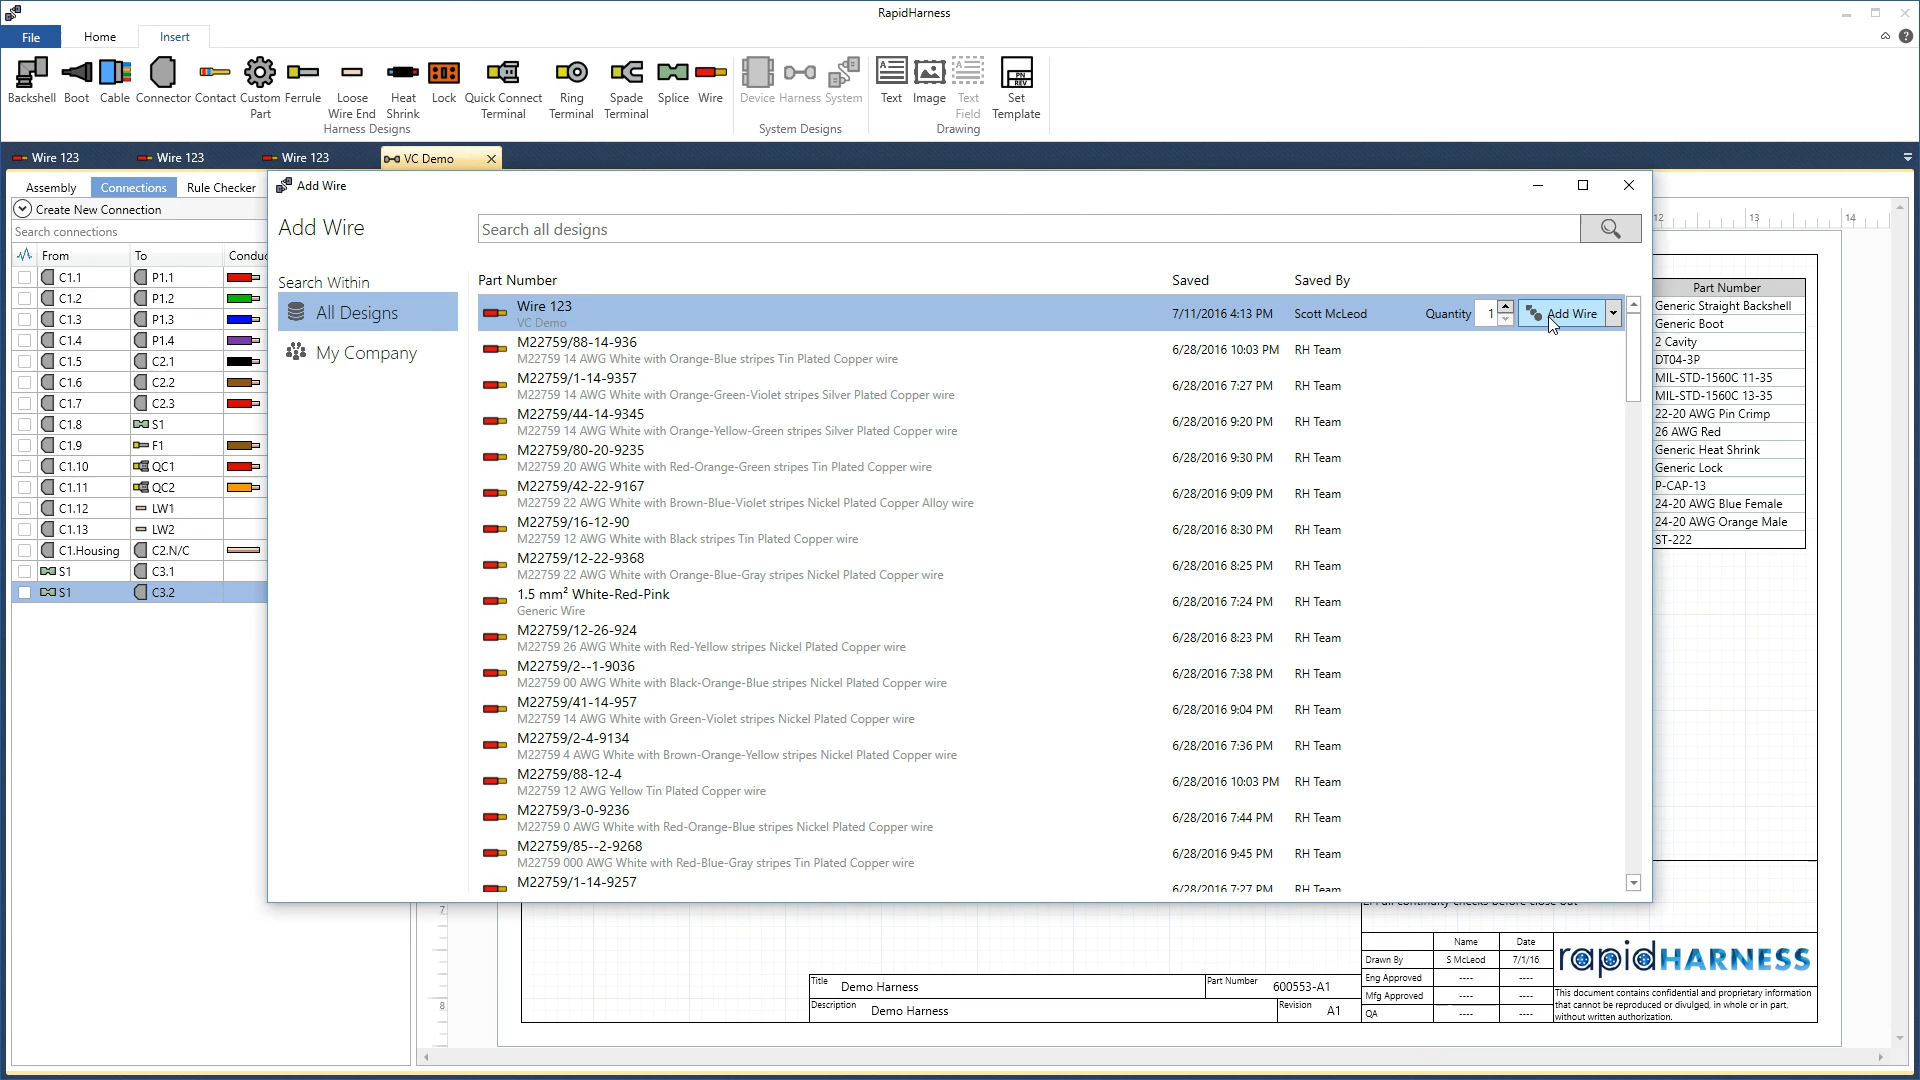 RapidHarness
File Home Insert
Backshell Boot Cable Connector Contact Custom Part Ferrule Loose Wire End Heat Shrink Lock Quick Connect Terminal Ring Terminal Spade Terminal Splice Wire
Harness Designs
Device Harness System
System Designs
Text Image Text Field Set Template
Drawing
Wire 123 Wire 123 Wire 123 VC Demo
Assembly Connections Rule Checker
Create New Connection
Search connections
From To
C1.1 P1.1
C1.2 P1.2
C1.3 P1.3
C1.4 P1.4
C1.5 C2.1
C1.6 C2.2
C1.7 C2.3
C1.8 S1
C1.9 F1
C1.10 QC1
C1.11 QC2
C1.12 LW1
C1.13 LW2
C1.Housing C2.N/C
S1 C3.1
S1 C3.2
Add Wire
Add Wire
Search all designs
Search Within
All Designs
My Company
Part Number Saved Saved By
Wire 123 7/11/2016 4:13 PM Scott McLeod Quantity 1 Add Wire
VC Demo
M22759/88-14-936 6/28/2016 10:03 PM RH Team
M22759 14 AWG White with Orange-Blue stripes Tin Plated Copper wire
M22759/1-14-9357 6/28/2016 7:27 PM RH Team
M22759 14 AWG White with Orange-Green-Violet stripes Silver Plated Copper wire
M22759/44-14-9345 6/28/2016 9:20 PM RH Team
M22759 14 AWG White with Orange-Yellow-Green stripes Silver Plated Copper wire
M22759/80-20-9235 6/28/2016 9:30 PM RH Team
M22759 20 AWG White with Red-Orange-Green stripes Tin Plated Copper wire
M22759/42-22-9167 6/28/2016 9:09 PM RH Team
M22759 22 AWG White with Brown-Blue-Violet stripes Nickel Plated Copper Alloy wire
M22759/16-12-90 6/28/2016 8:30 PM RH Team
M22759 12 AWG White with Black stripes Tin Plated Copper wire
M22759/12-22-9368 6/28/2016 8:25 PM RH Team
M22759 22 AWG White with Orange-Blue-Gray stripes Nickel Plated Copper wire
1.5 mm² White-Red-Pink 6/28/2016 7:24 PM RH Team
Generic Wire
M22759/12-26-924 6/28/2016 8:23 PM RH Team
M22759 26 AWG White with Red-Yellow stripes Nickel Plated Copper wire
M22759/2--1-9036 6/28/2016 7:38 PM RH Team
M22759 00 AWG White with Black-Orange-Blue stripes Nickel Plated Copper wire
M22759/41-14-957 6/28/2016 9:04 PM RH Team
M22759 14 AWG White with Green-Violet stripes Nickel Plated Copper wire
M22759/2-4-9134 6/28/2016 7:36 PM RH Team
M22759 4 AWG White with Brown-Orange-Yellow stripes Nickel Plated Copper wire
M22759/88-12-4 6/28/2016 10:03 PM RH Team
M22759 12 AWG Yellow Tin Plated Copper wire
M22759/3-0-9236 6/28/2016 7:44 PM RH Team
M22759 0 AWG White with Red-Orange-Blue stripes Nickel Plated Copper wire
M22759/85--2-9268 6/28/2016 9:45 PM RH Team
M22759 000 AWG White with Red-Blue-Gray stripes Tin Plated Copper wire
M22759/1-14-9257 6/28/2016 7:27 PM RH Team
12 13 14
Part Number
Generic Straight Backshell
Generic Boot
2 Cavity
DT04-3P
MIL-STD-1560C 11-35
MIL-STD-1560C 13-35
22-20 AWG Pin Crimp
26 AWG Red
Generic Heat Shrink
Generic Lock
P-CAP-13
24-20 AWG Blue Female
24-20 AWG Orange Male
ST-222
7
8
Name Date
Drawn By S McLeod 7/1/16
Eng Approved ---- ----
Mfg Approved ---- ----
QA ---- ----
rapidHARNESS
This document contains confidential and proprietary information
that cannot be reproduced or divulged, in whole or in part,
without written authorization.
Title Demo Harness Part Number 600553-A1
Description Demo Harness Revision A1